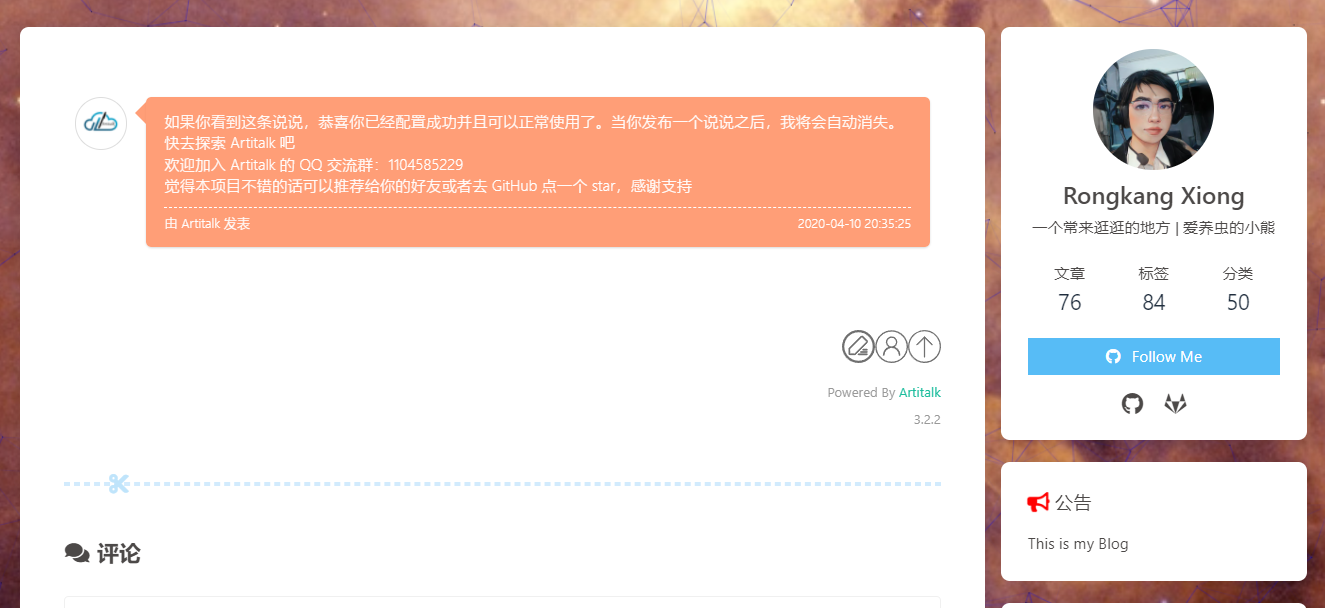 如果你看到这条说说，恭喜你已经配置成功并且可以正常使用了。当你发布一个说说之后，我将会自动消失。
快去探索 Artitalk 吧
欢迎加入 Artitalk 的 QQ 交流群：1104585229
觉得本项目不错的话可以推荐给你的好友或者去 GitHub 点一个 star，感谢支持
由 Artitalk 发表
2020-04-10 20:35:25
Powered By Artitalk
3.2.2
评论
Rongkang Xiong
一个常来逛逛的地方 | 爱养虫的小熊
文章 标签 分类
76 84 50
Follow Me
公告
This is my Blog